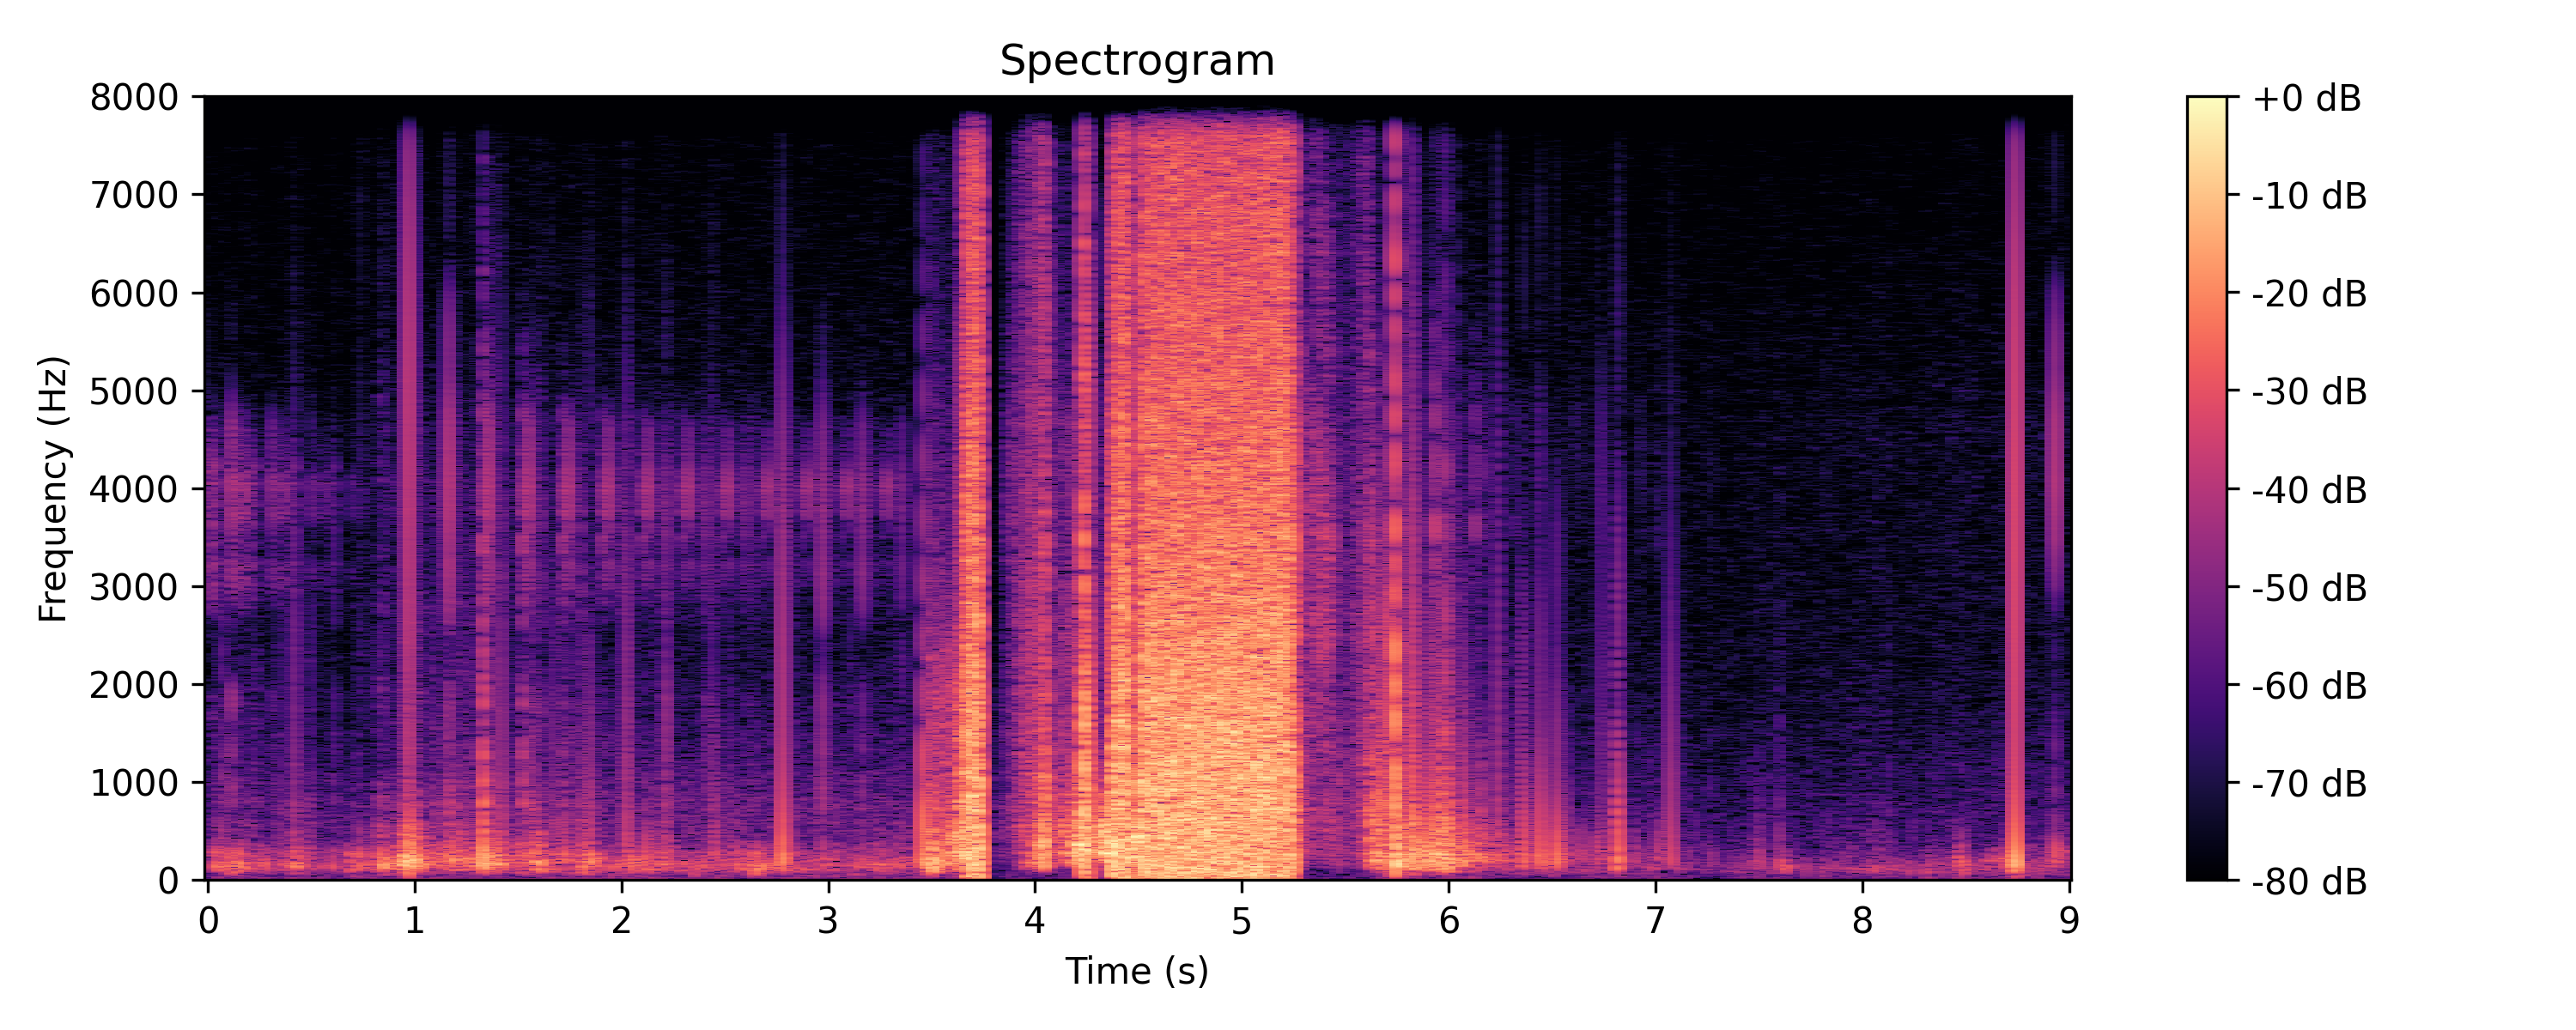 Spectrogram
8000
7000
6000
5000
4000
3000
2000
1000
0
Frequency (Hz)
0 1 2 3 4 5 6 7 8 9
Time (s)
+0 dB
-10 dB
-20 dB
-30 dB
-40 dB
-50 dB
-60 dB
-70 dB
-80 dB